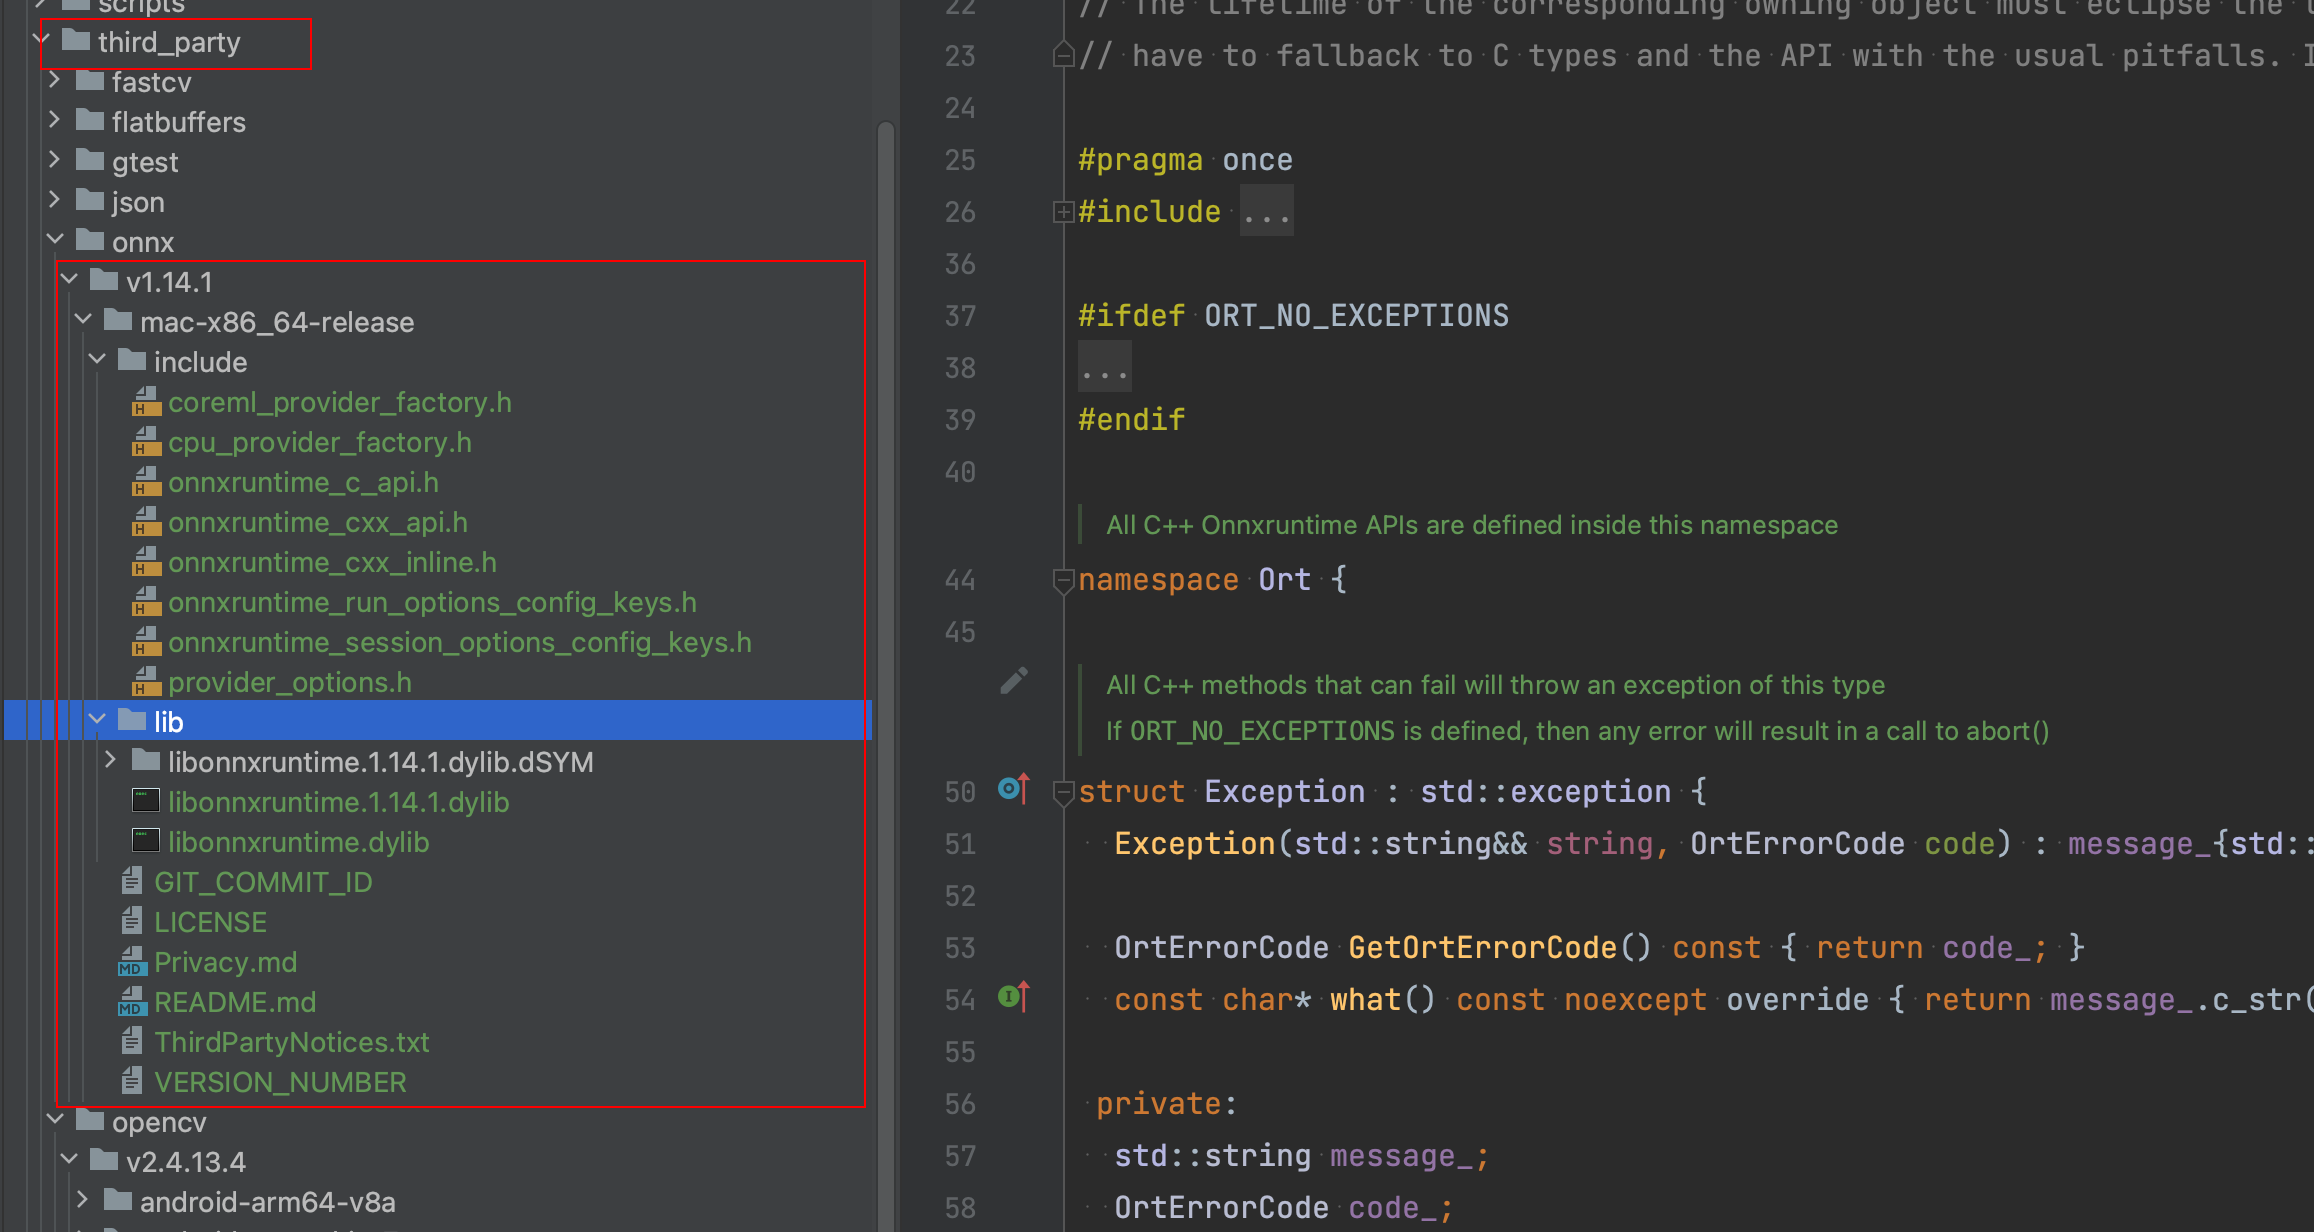 scripts
third_party
fastcv
flatbuffers
gtest
json
onnx
v1.14.1
mac-x86_64-release
include
coreml_provider_factory.h
cpu_provider_factory.h
onnxruntime_c_api.h
onnxruntime_cxx_api.h
onnxruntime_cxx_inline.h
onnxruntime_run_options_config_keys.h
onnxruntime_session_options_config_keys.h
provider_options.h
lib
libonnxruntime.1.14.1.dylib.dSYM
libonnxruntime.1.14.1.dylib
libonnxruntime.dylib
GIT_COMMIT_ID
LICENSE
Privacy.md
README.md
ThirdPartyNotices.txt
VERSION_NUMBER
opencv
v2.4.13.4
android-arm64-v8a
22 // The lifetime of the corresponding owning object must eclipse the
23 // have to fallback to C types and the API with the usual pitfalls. I
24
25 #pragma once
26 #include ...
36
37 #ifdef ORT_NO_EXCEPTIONS
38 ...
39 #endif
40
All C++ Onnxruntime APIs are defined inside this namespace
44 namespace Ort {
45
All C++ methods that can fail will throw an exception of this type
If ORT_NO_EXCEPTIONS is defined, then any error will result in a call to abort()
50 struct Exception : std::exception {
51 Exception(std::string&& string, OrtErrorCode code) : message_{std::
52
53 OrtErrorCode GetOrtErrorCode() const { return code_; }
54 const char* what() const noexcept override { return message_.c_str(
55
56 private:
57 std::string message_;
58 OrtErrorCode code_;